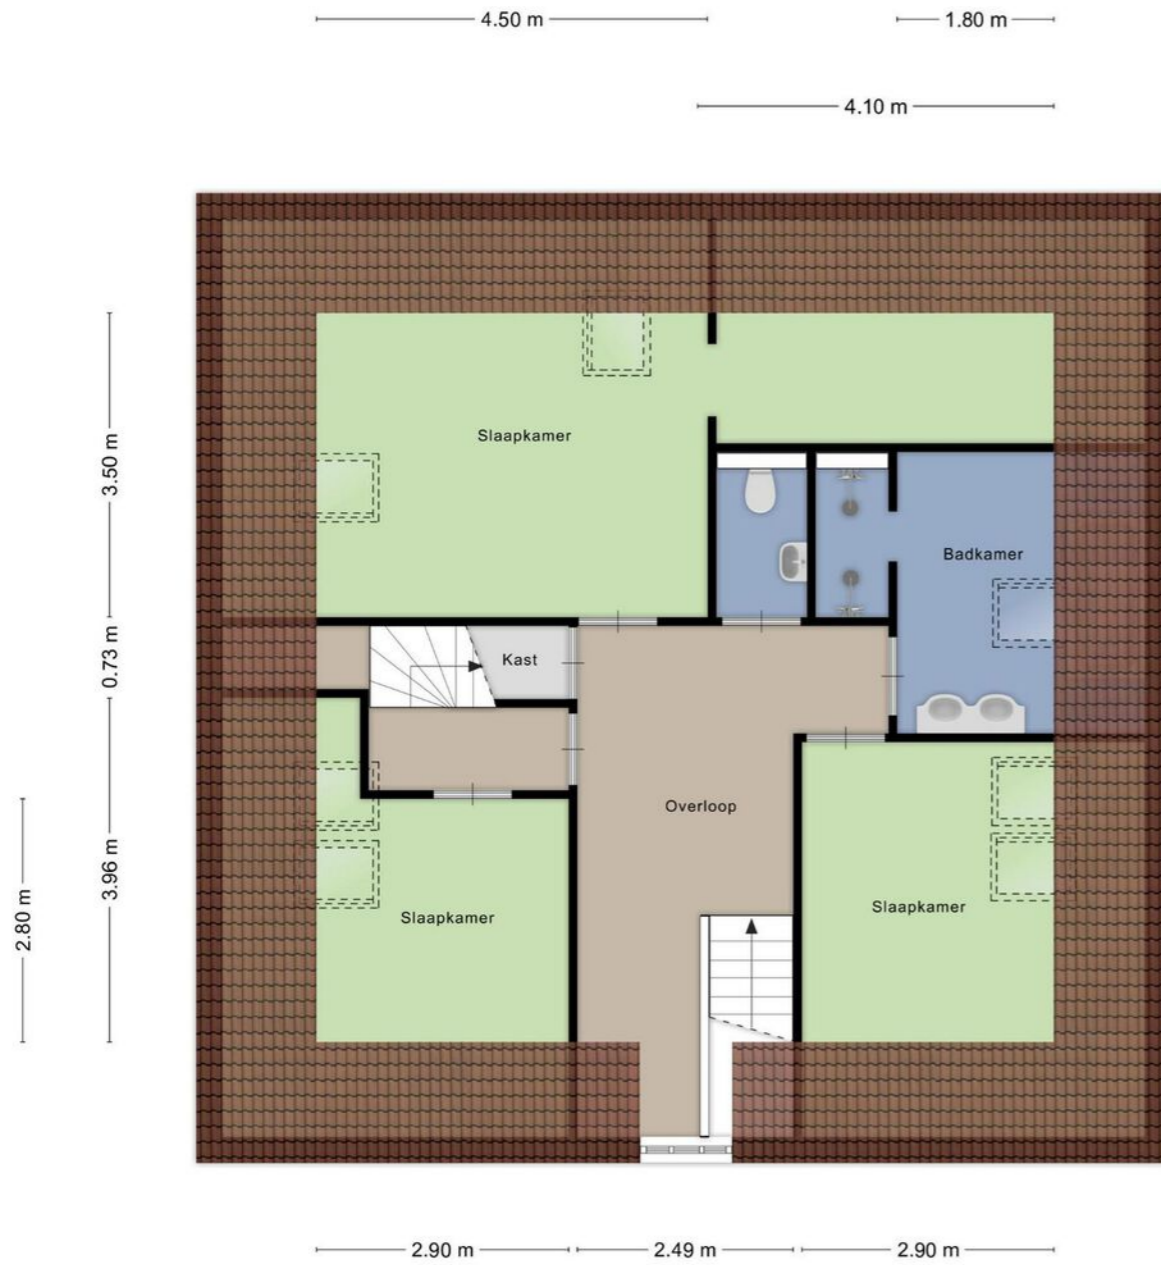 4.50 m
1.80 m
4.10 m
3.50 m
Slaapkamer
Badkamer
0.73 m
Kast
Overloop
3.96 m
2.80 m
Slaapkamer
Slaapkamer
2.90 m
2.49 m
2.90 m